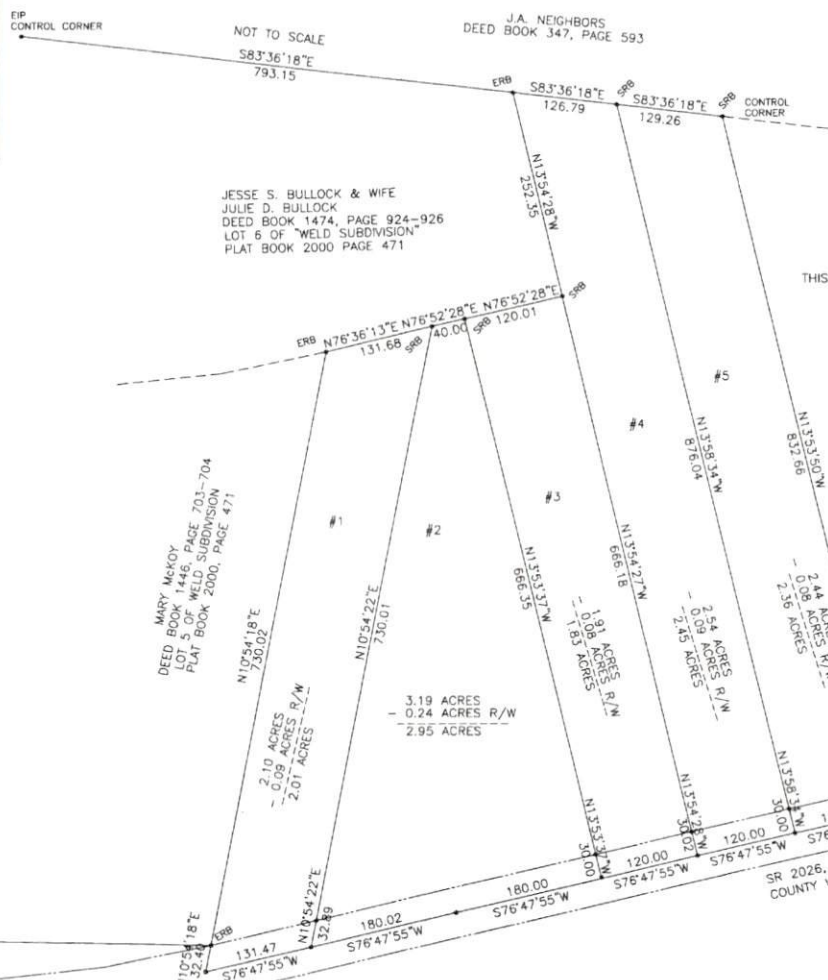 EIP
CONTROL CORNER
NOT TO SCALE
J.A. NEIGHBORS
DEED BOOK 347, PAGE 593
S83°36'18"E
793.15
ERB
S83°36'18"E
126.79
SRB
S83°36'18"E
129.26
SRB
CONTROL
CORNER
N13°54'28"W
252.35
JESSE S. BULLOCK & WIFE
JULIE D. BULLOCK
DEED BOOK 1474, PAGE 924-926
LOT 6 OF "WELD SUBDIVISION"
PLAT BOOK 2000 PAGE 471
THIS
ERB
N76°36'13"E
131.68
SRB
N76°52'28"E
40.00
SRB
N76°52'28"E
120.01
SRB
#5
#4
#3
#2
#1
N13°58'34"W
876.04
N13°53'50"W
832.66
MARY McKOY
DEED BOOK 1446, PAGE 703-704
LOT 5 OF WELD SUBDIVISION
PLAT BOOK 2000, PAGE 471
N10°54'18"E
730.02
N10°54'22"E
730.01
N13°53'37"W
666.35
N13°54'27"W
666.18
2.10 ACRES
- 0.09 ACRES R/W
2.01 ACRES
3.19 ACRES
- 0.24 ACRES R/W
2.95 ACRES
1.91 ACRES
- 0.08 ACRES R/W
1.83 ACRES
2.54 ACRES
- 0.09 ACRES R/W
2.45 ACRES
2.44
- 0.08 ACRES
2.36 ACRES
32.40
ERB
131.47
S76°47'55"W
N10°54'22"E
32.89
180.02
S76°47'55"W
180.00
S76°47'55"W
N13°53'37"W
30.00
120.00
S76°47'55"W
N13°54'28"W
30.02
120.00
S76°47'55"W
N13°58'34"W
30.00
SR 2026,
COUNTY